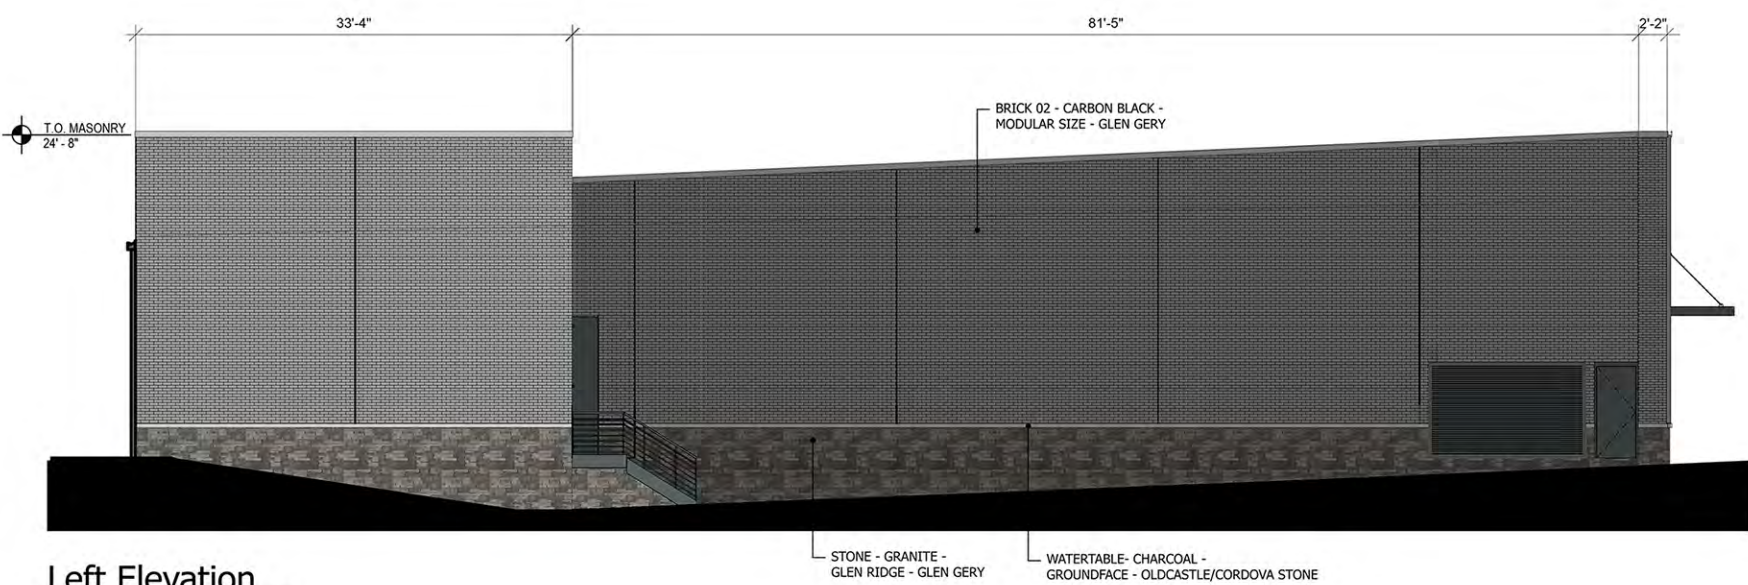 33'-4"
81'-5"
2'-2"
BRICK 02 - CARBON BLACK -
MODULAR SIZE - GLEN GERY
T.O. MASONRY
24' - 8"
STONE - GRANITE -
GLEN RIDGE - GLEN GERY
WATERTABLE- CHARCOAL -
GROUNDFACE - OLDCASTLE/CORDOVA STONE
Left Elevation